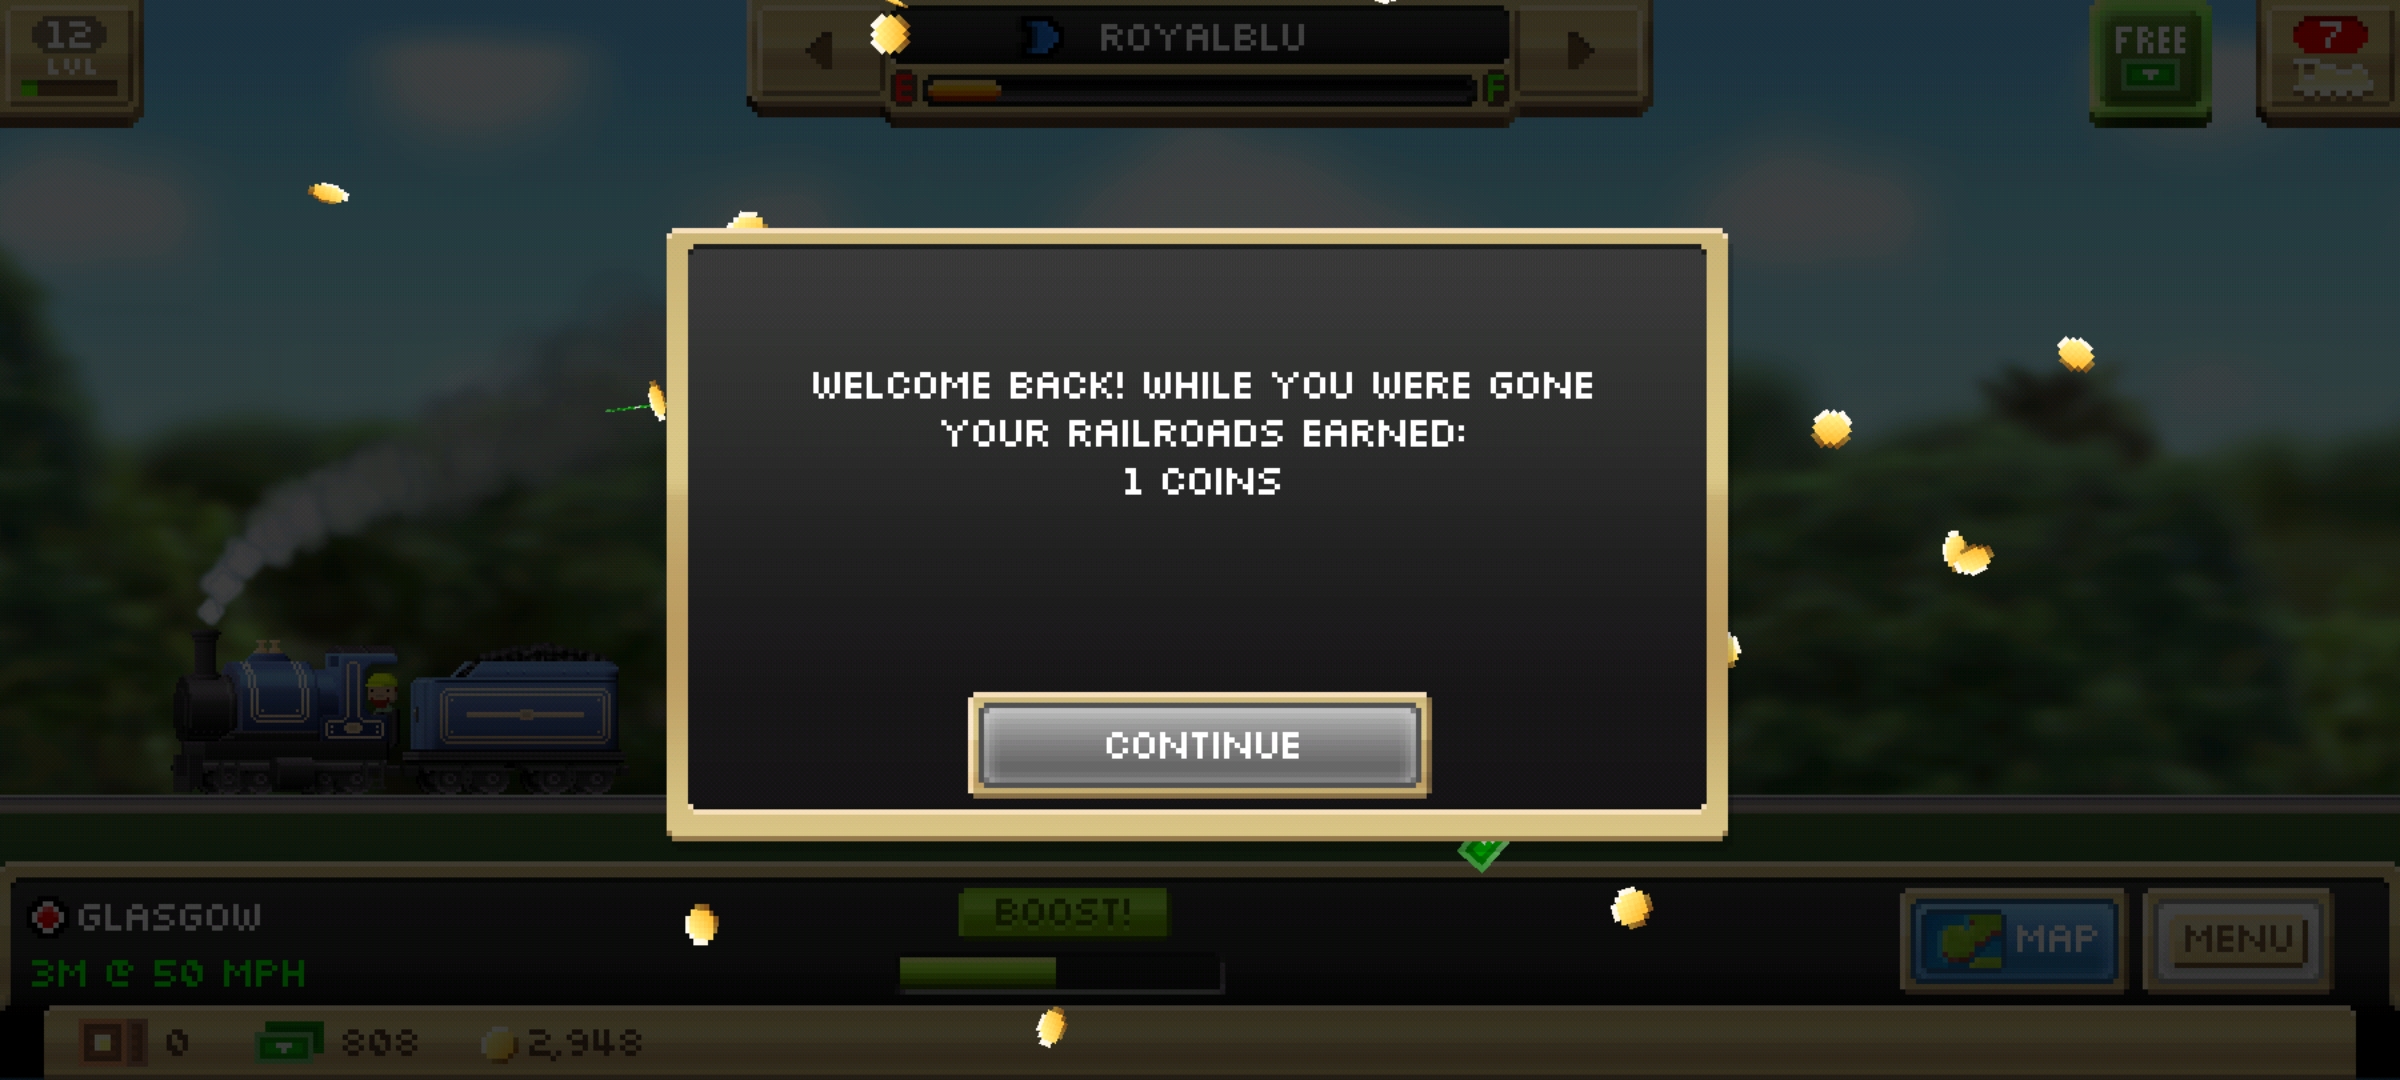 12
LVL
ROYALBLU
E F
FREE
7
WELCOME BACK! WHILE YOU WERE GONE
YOUR RAILROADS EARNED:
1 COINS
CONTINUE
GLASGOW
3M @ 50 MPH
BOOST!
MAP
MENU
0 808 2,948